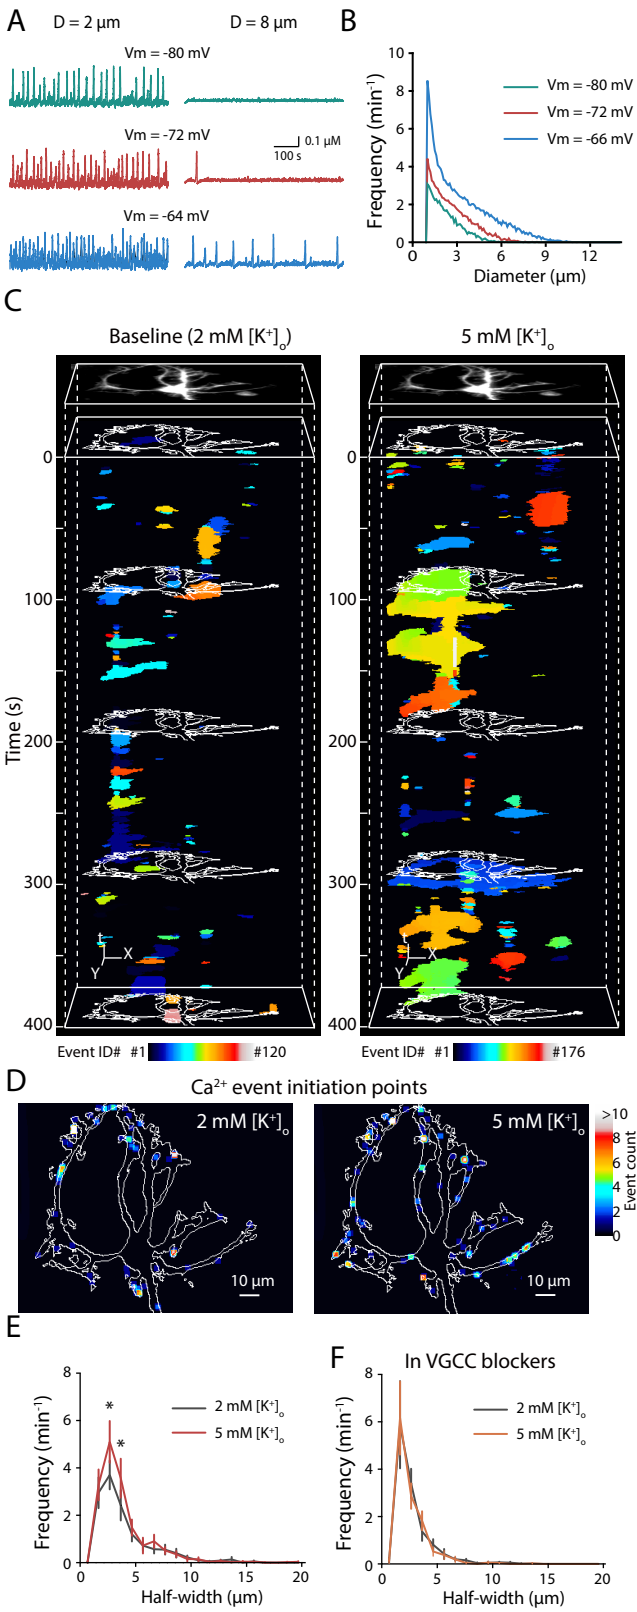 A
D = 2 µm
D = 8 µm
Vm = -80 mV
Vm = -72 mV
0.1 µM
100 s
Vm = -64 mV
B
Frequency (min⁻¹)
10
8
6
4
2
0
Vm = -80 mV
Vm = -72 mV
Vm = -66 mV
0 3 6 9 12
Diameter (µm)
C
Baseline (2 mM [K⁺]ₒ)
5 mM [K⁺]ₒ
Time (s)
0
100
200
300
400
t
X
Y
t
X
Y
Event ID# #1 #120
Event ID# #1 #176
D
Ca²⁺ event initiation points
2 mM [K⁺]ₒ
10 µm
5 mM [K⁺]ₒ
10 µm
>10
8
6
4
2
0
Event count
E
Frequency (min⁻¹)
8
6
4
2
0
* *
2 mM [K⁺]ₒ
5 mM [K⁺]ₒ
0 5 10 15 20
Half-width (µm)
F
In VGCC blockers
Frequency (min⁻¹)
8
6
4
2
0
2 mM [K⁺]ₒ
5 mM [K⁺]ₒ
0 5 10 15 20
Half-width (µm)